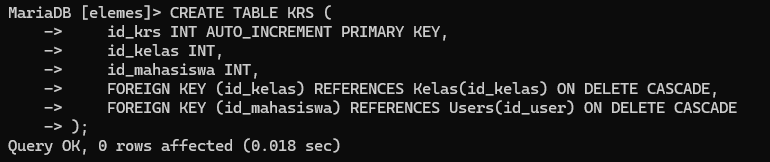 MariaDB [elemes]> CREATE TABLE KRS (
    ->     id_krs INT AUTO_INCREMENT PRIMARY KEY,
    ->     id_kelas INT,
    ->     id_mahasiswa INT,
    ->     FOREIGN KEY (id_kelas) REFERENCES Kelas(id_kelas) ON DELETE CASCADE,
    ->     FOREIGN KEY (id_mahasiswa) REFERENCES Users(id_user) ON DELETE CASCADE
    -> );
Query OK, 0 rows affected (0.018 sec)